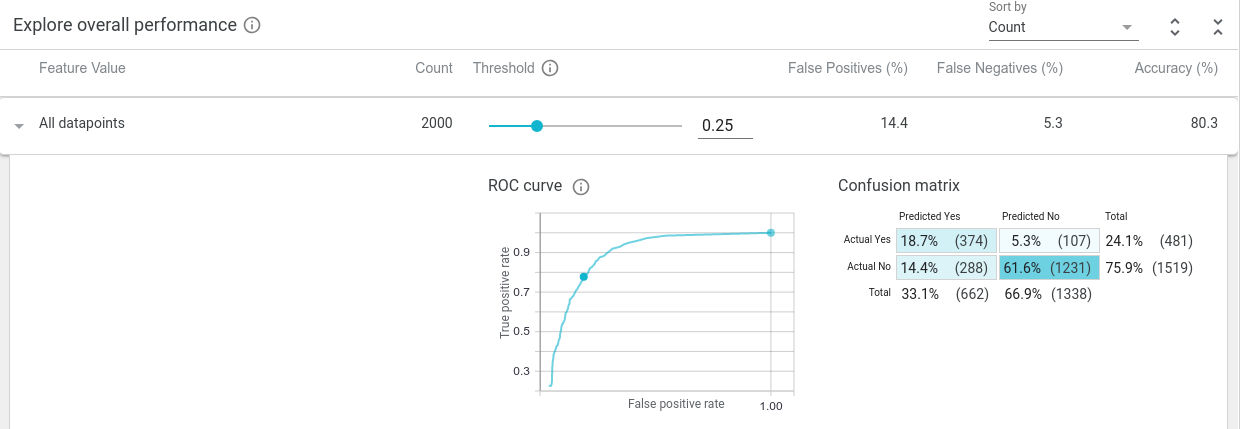 Explore overall performance
Sort by
Count
Feature Value Count Threshold False Positives (%) False Negatives (%) Accuracy (%)
All datapoints 2000 0.25 14.4 5.3 80.3
ROC curve
0.9
0.7
0.5
0.3
True positive rate
False positive rate 1.00
Confusion matrix
Predicted Yes Predicted No Total
Actual Yes 18.7% (374) 5.3% (107) 24.1% (481)
Actual No 14.4% (288) 61.6% (1231) 75.9% (1519)
Total 33.1% (662) 66.9% (1338)